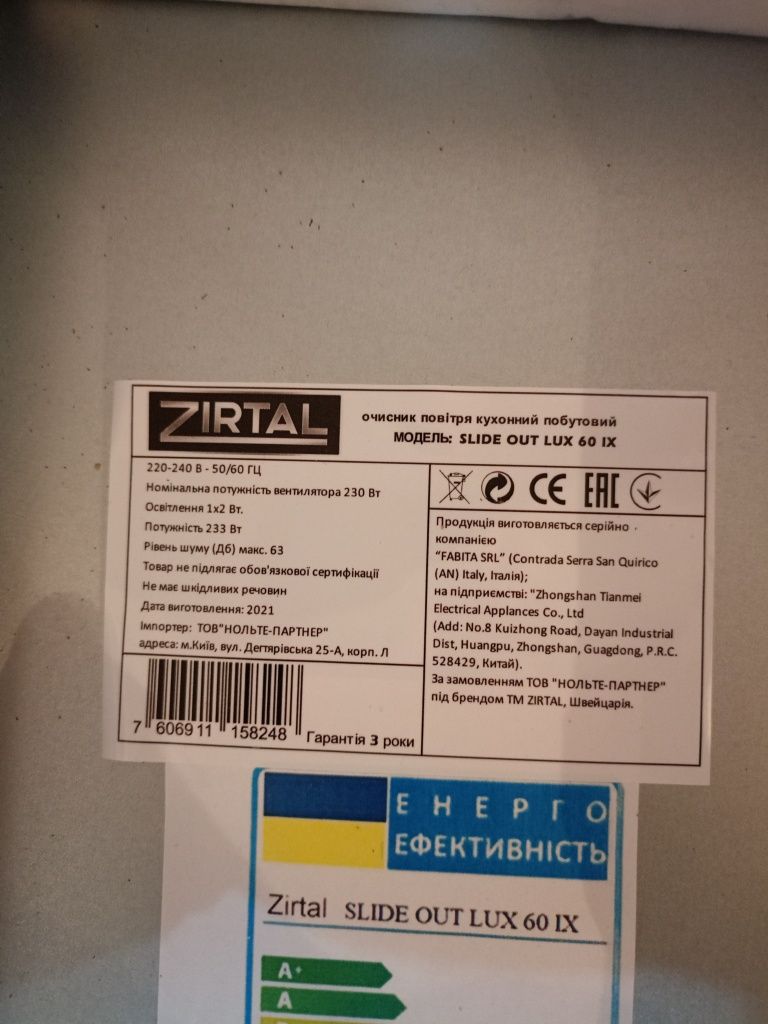 ZIRTAL
очисник повітря кухонний побутовий
МОДЕЛЬ: SLIDE OUT LUX 60 IX
220-240 В - 50/60 ГЦ
Номінальна потужність вентилятора 230 Вт
Освітлення 1x2 Вт.
Потужність 233 Вт
Рівень шуму (Дб) макс. 63
Товар не підлягає обов'язкової сертифікації
Не має шкідливих речовин
Дата виготовлення: 2021
Імпортер: ТОВ"НОЛЬТЕ-ПАРТНЕР"
адреса: м.Київ, вул. Дегтярівська 25-А, корп. Л
7 606911 158248
Гарантія 3 роки
CE EAC
Продукція виготовляється серійно
компанією
"FABITA SRL" (Contrada Serra San Quirico
(AN) Italy, Італія);
на підприємстві: "Zhongshan Tianmei
Electrical Applances Co., Ltd
(Add: No.8 Kuizhong Road, Dayan Industrial
Dist, Huangpu, Zhongshan, Guagdong, P.R.C.
528429, Китай).
За замовленням ТОВ "НОЛЬТЕ-ПАРТНЕР"
під брендом ТМ ZIRTAL, Швейцарія.
ЕНЕРГО
ЕФЕКТИВНІСТЬ
Zirtal SLIDE OUT LUX 60 IX
A+
A